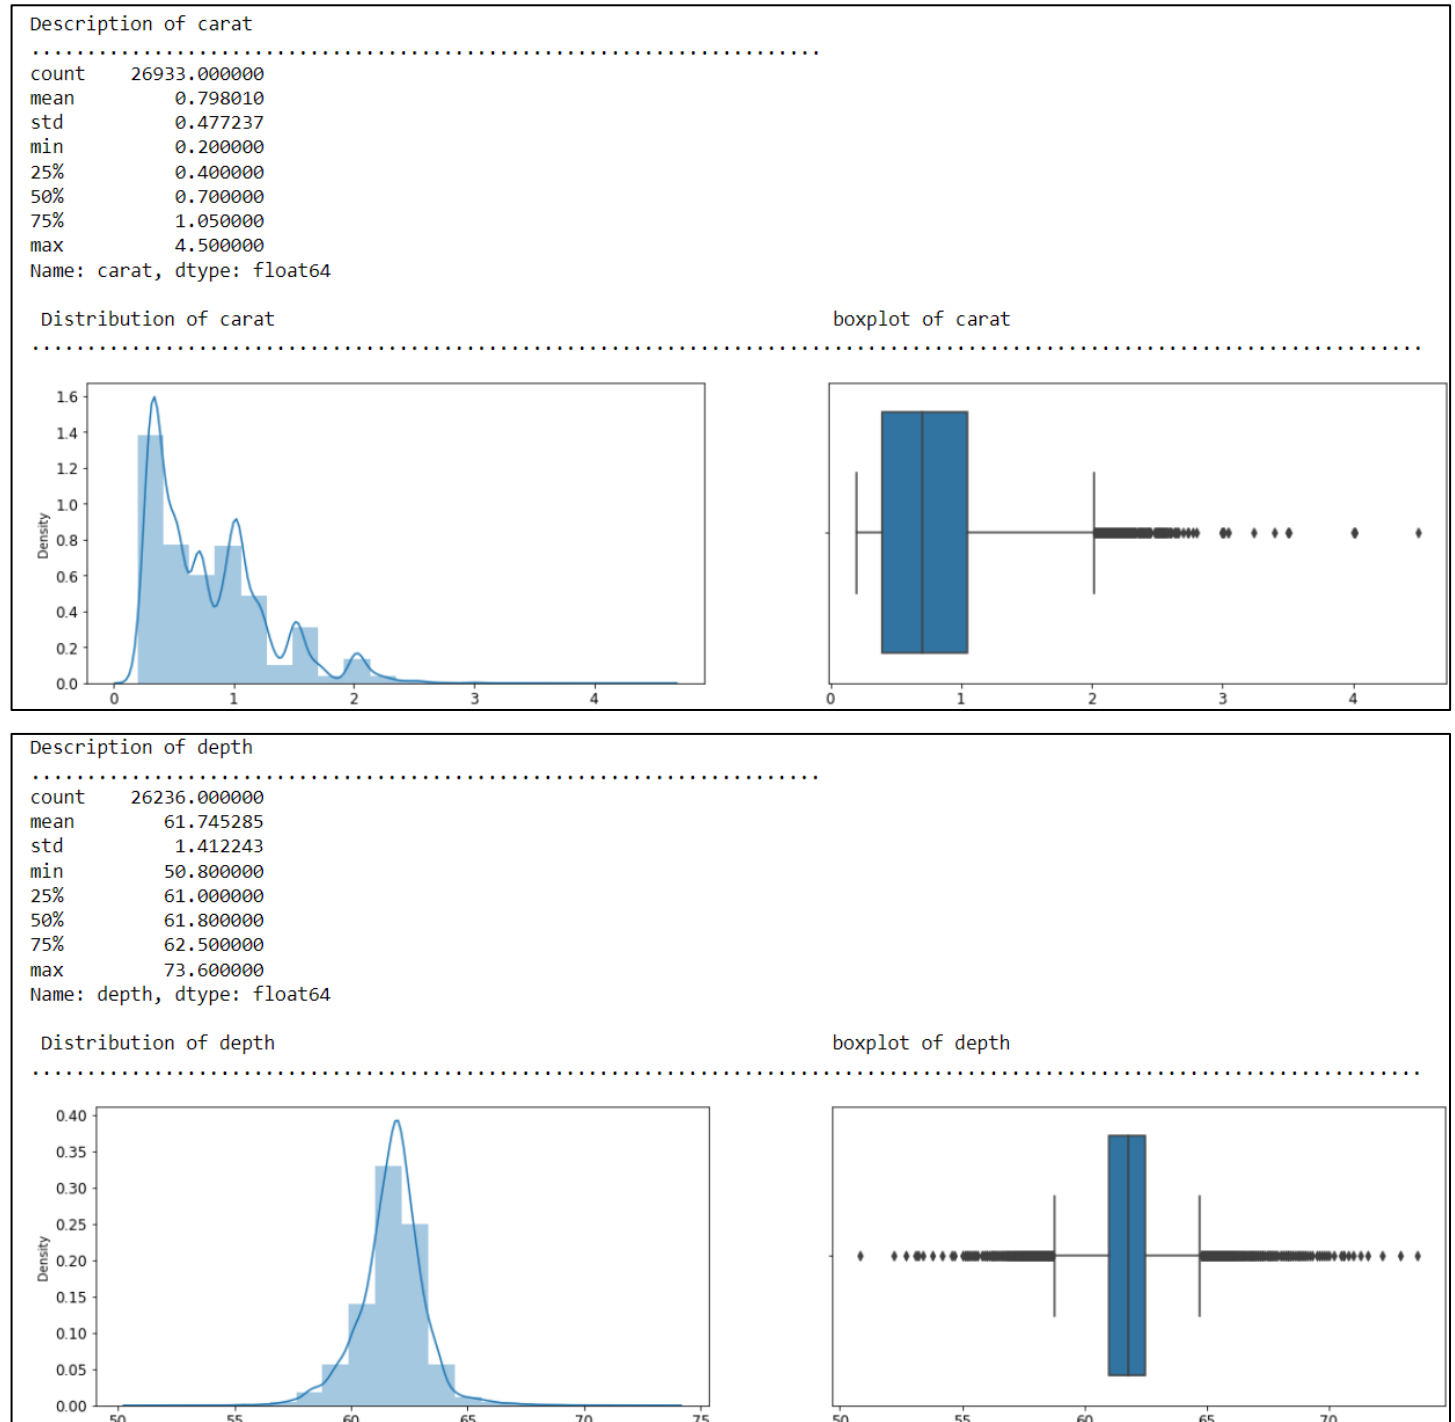 Description of carat
......................................................................
count 26933.000000
mean 0.798010
std 0.477237
min 0.200000
25% 0.400000
50% 0.700000
75% 1.050000
max 4.500000
Name: carat, dtype: float64
Distribution of carat boxplot of carat
............................................................................................................................
1.6
1.4
1.2
1.0
0.8
0.6
0.4
0.2
0.0
Density
0 1 2 3 4
0 1 2 3 4
Description of depth
......................................................................
count 26236.000000
mean 61.745285
std 1.412243
min 50.800000
25% 61.000000
50% 61.800000
75% 62.500000
max 73.600000
Name: depth, dtype: float64
Distribution of depth boxplot of depth
............................................................................................................................
0.40
0.35
0.30
0.25
0.20
0.15
0.10
0.05
0.00
Density
50 55 60 65 70 75
50 55 60 65 70